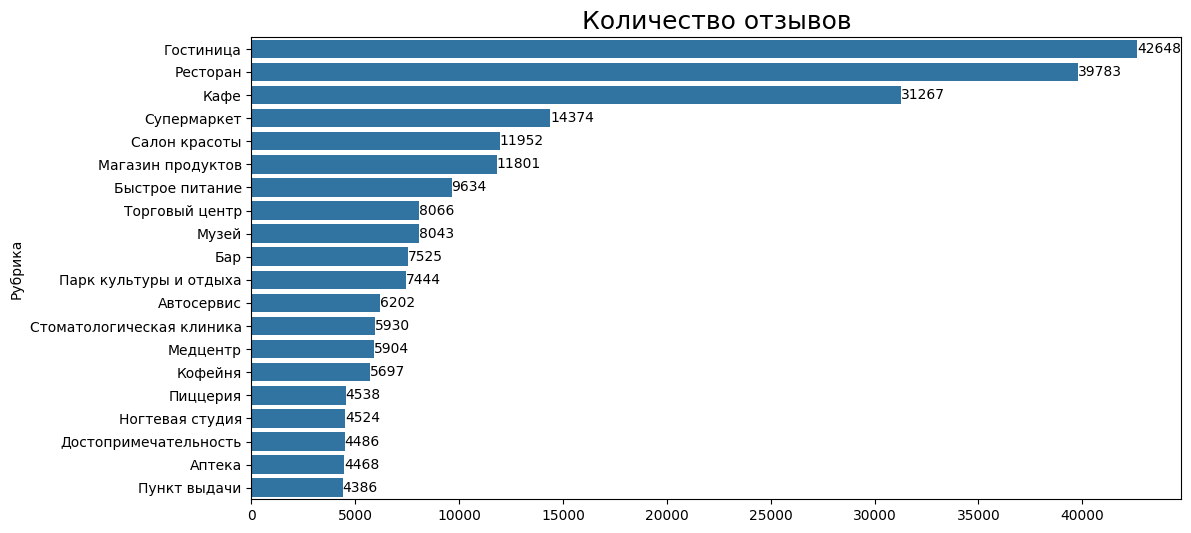 Количество отзывов
Рубрика
Гостиница 42648
Ресторан 39783
Кафе 31267
Супермаркет 14374
Салон красоты 11952
Магазин продуктов 11801
Быстрое питание 9634
Торговый центр 8066
Музей 8043
Бар 7525
Парк культуры и отдыха 7444
Автосервис 6202
Стоматологическая клиника 5930
Медцентр 5904
Кофейня 5697
Пиццерия 4538
Ногтевая студия 4524
Достопримечательность 4486
Аптека 4468
Пункт выдачи 4386
0 5000 10000 15000 20000 25000 30000 35000 40000